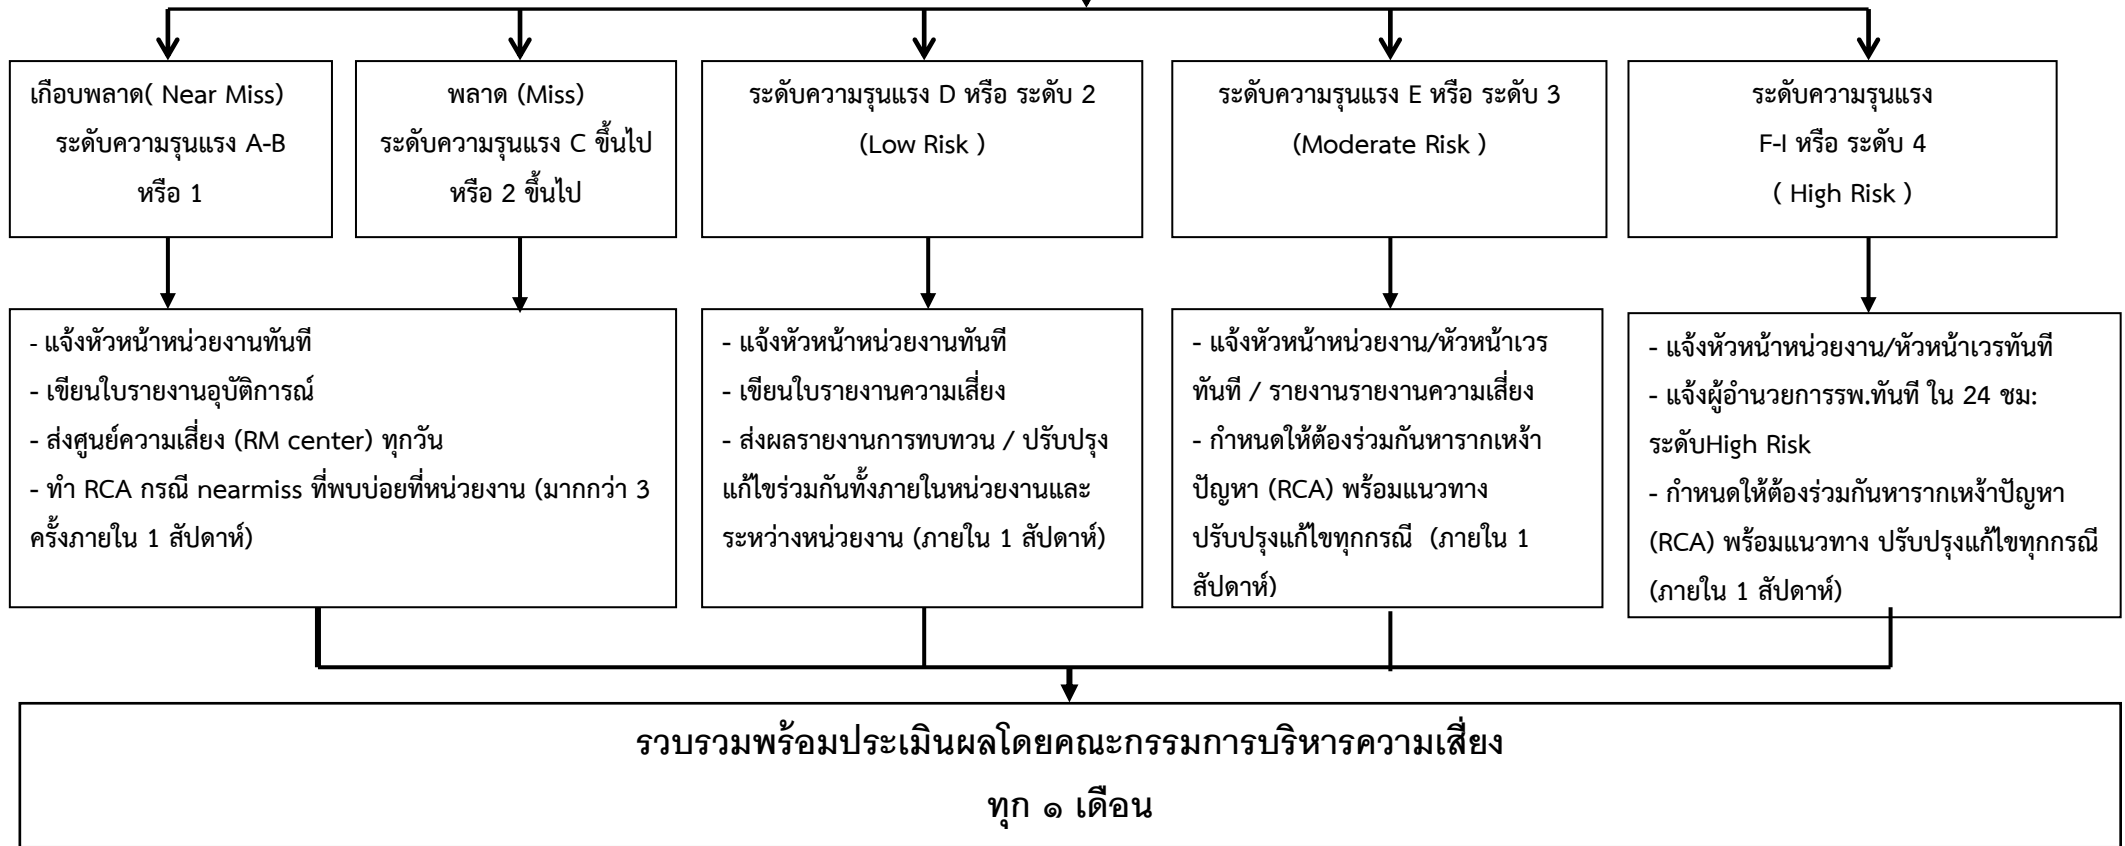 เกือบพลาด( Near Miss)
ระดับความรุนแรง A-B
หรือ 1
พลาด (Miss)
ระดับความรุนแรง C ขึ้นไป
หรือ 2 ขึ้นไป
ระดับความรุนแรง D หรือ ระดับ 2
(Low Risk )
ระดับความรุนแรง E หรือ ระดับ 3
(Moderate Risk )
ระดับความรุนแรง
F-I หรือ ระดับ 4
( High Risk )
- แจ้งหัวหน้าหน่วยงานทันที
- เขียนใบรายงานอุบัติการณ์
- ส่งศูนย์ความเสี่ยง (RM center) ทุกวัน
- ทำ RCA กรณี nearmiss ที่พบบ่อยที่หน่วยงาน (มากกว่า 3
ครั้งภายใน 1 สัปดาห์)
- แจ้งหัวหน้าหน่วยงานทันที
- เขียนใบรายงานความเสี่ยง
- ส่งผลรายงานการทบทวน / ปรับปรุง
แก้ไขร่วมกันทั้งภายในหน่วยงานและ
ระหว่างหน่วยงาน (ภายใน 1 สัปดาห์)
- แจ้งหัวหน้าหน่วยงาน/หัวหน้าเวร
ทันที / รายงานรายงานความเสี่ยง
- กำหนดให้ต้องร่วมกันหารากเหง้า
ปัญหา (RCA) พร้อมแนวทาง
ปรับปรุงแก้ไขทุกกรณี  (ภายใน 1
สัปดาห์)
- แจ้งหัวหน้าหน่วยงาน/หัวหน้าเวรทันที
- แจ้งผู้อำนวยการรพ.ทันที ใน 24 ชม:
ระดับHigh Risk
- กำหนดให้ต้องร่วมกันหารากเหง้าปัญหา
(RCA) พร้อมแนวทาง ปรับปรุงแก้ไขทุกกรณี
(ภายใน 1 สัปดาห์)
รวบรวมพร้อมประเมินผลโดยคณะกรรมการบริหารความเสี่ยง
ทุก ๑ เดือน